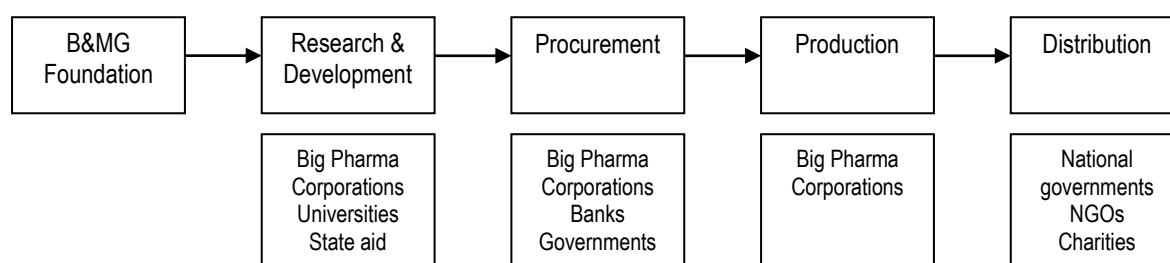 B&MG
Foundation
Research &
Development
Procurement
Production
Distribution
Big Pharma
Corporations
Universities
State aid
Big Pharma
Corporations
Banks
Governments
Big Pharma
Corporations
National
governments
NGOs
Charities